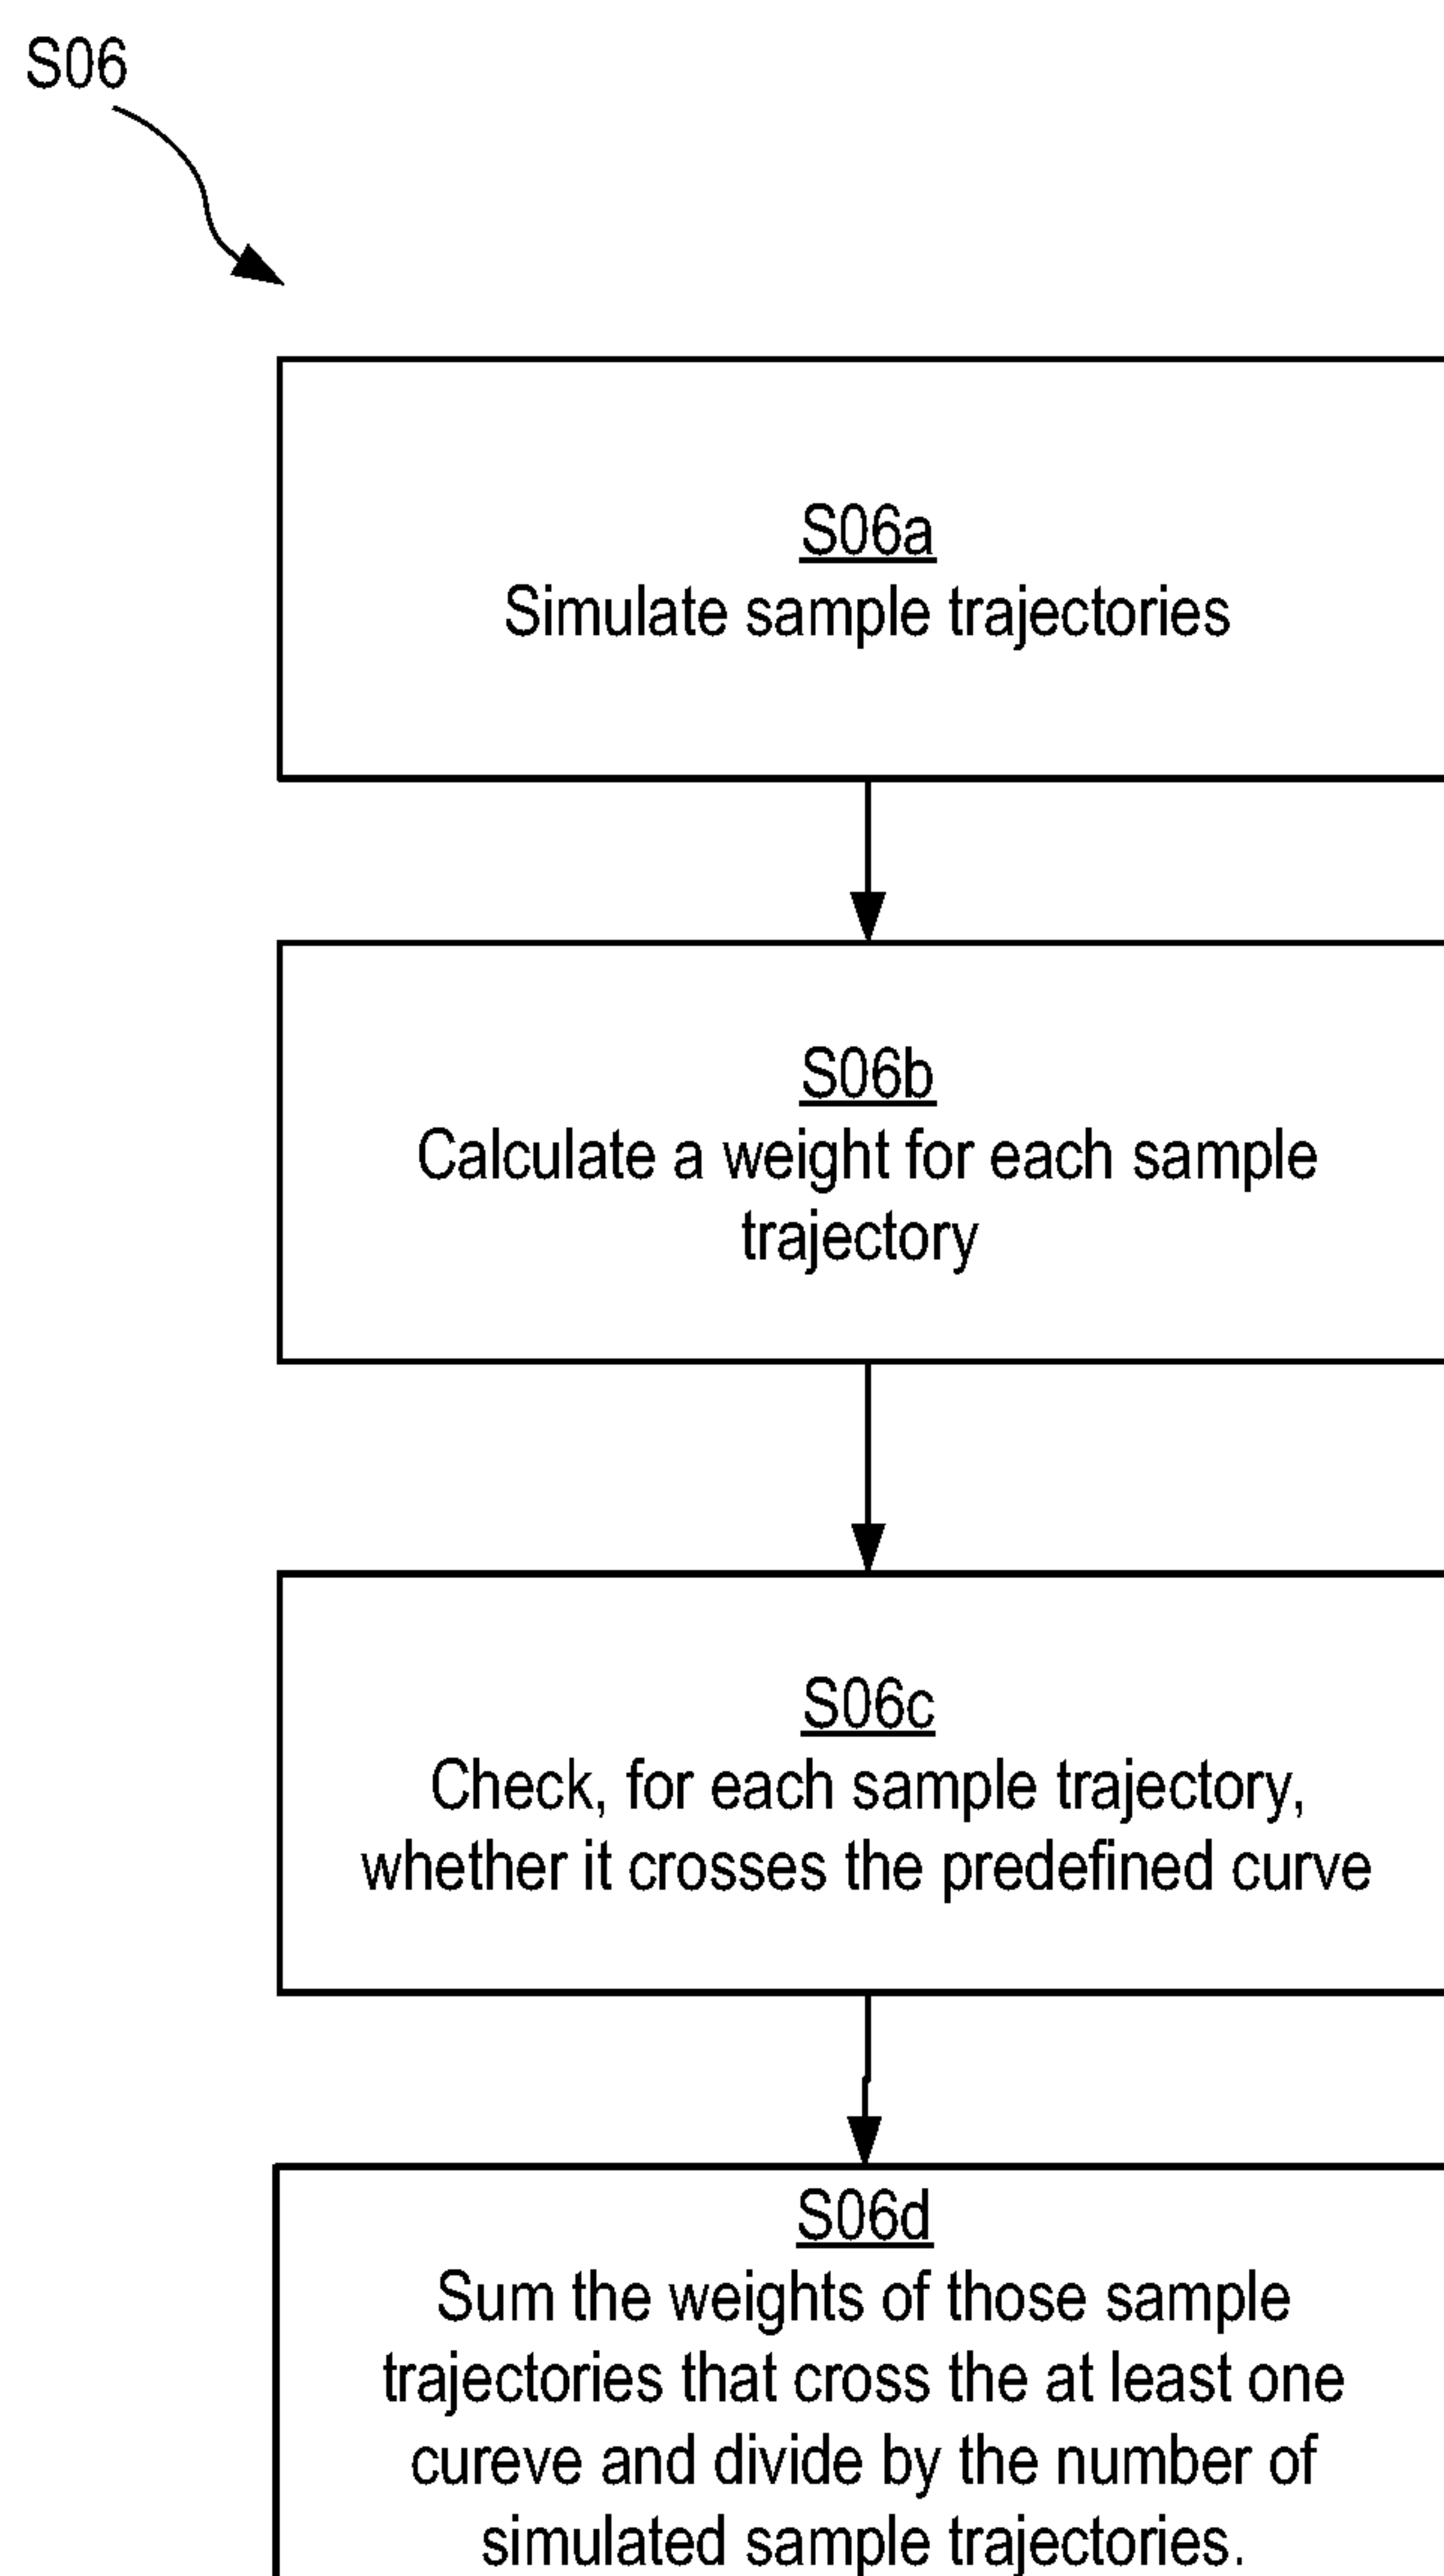 S06
S06a
Simulate sample trajectories
S06b
Calculate a weight for each sample
trajectory
S06c
Check, for each sample trajectory,
whether it crosses the predefined curve
S06d
Sum the weights of those sample
trajectories that cross the at least one
cureve and divide by the number of
simulated sample trajectories.